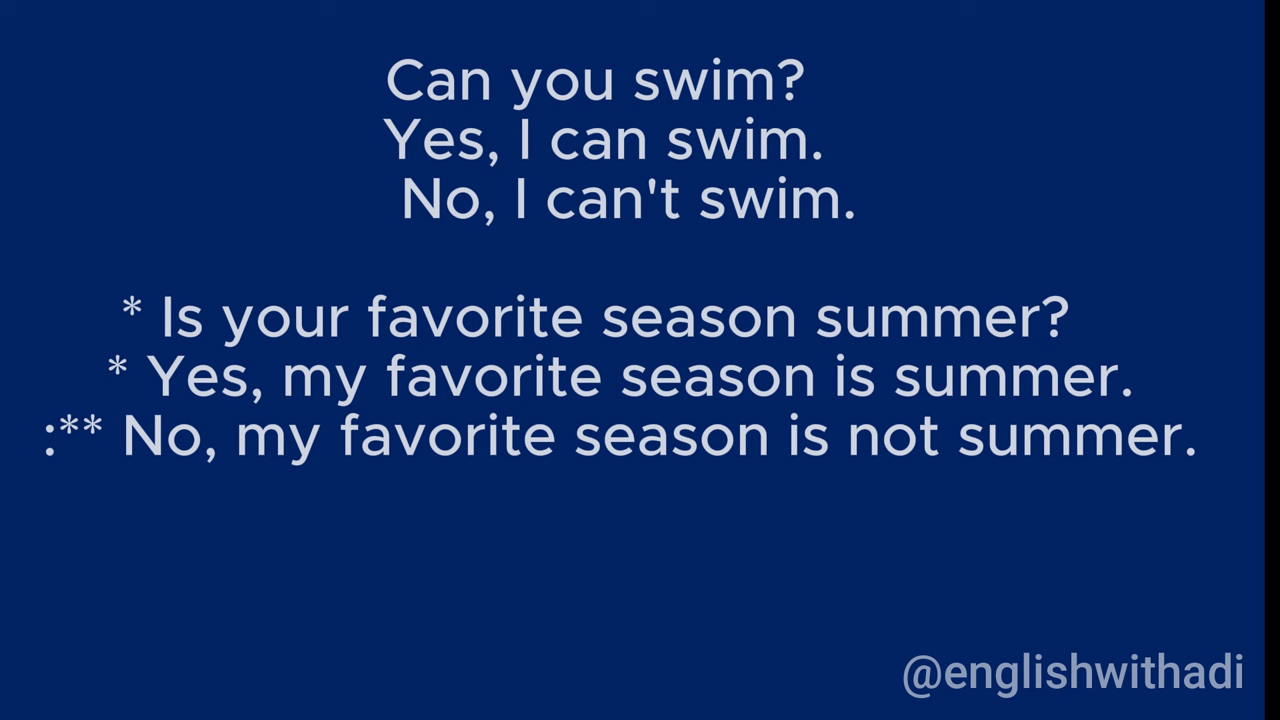 Can you swim?
Yes, I can swim.
No, I can't swim.
* Is your favorite season summer?
* Yes, my favorite season is summer.
:** No, my favorite season is not summer.
@englishwithadi